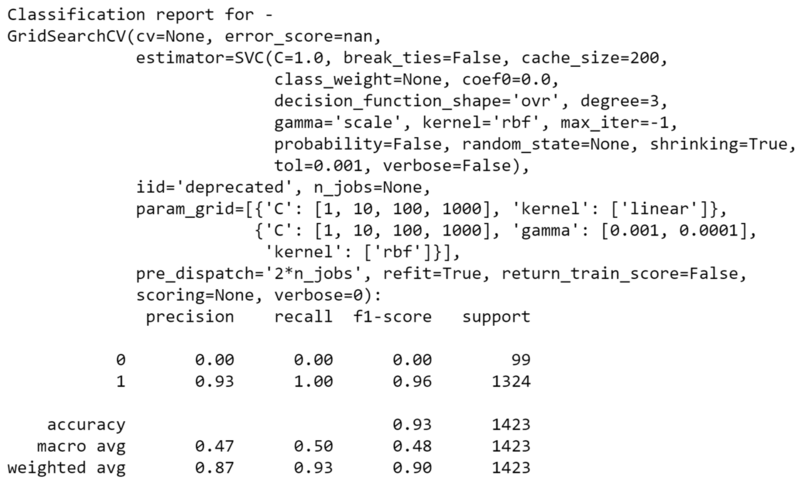 Classification report for -
GridSearchCV(cv=None, error_score=nan,
estimator=SVC(C=1.0, break_ties=False, cache_size=200,
class_weight=None, coef0=0.0,
decision_function_shape='ovr', degree=3,
gamma='scale', kernel='rbf', max_iter=-1,
probability=False, random_state=None, shrinking=True,
tol=0.001, verbose=False),
iid='deprecated', n_jobs=None,
param_grid=[{'C': [1, 10, 100, 1000], 'kernel': ['linear']},
{'C': [1, 10, 100, 1000], 'gamma': [0.001, 0.0001],
'kernel': ['rbf']}],
pre_dispatch='2*n_jobs', refit=True, return_train_score=False,
scoring=None, verbose=0):
precision recall f1-score support
0 0.00 0.00 0.00 99
1 0.93 1.00 0.96 1324
accuracy 0.93 1423
macro avg 0.47 0.50 0.48 1423
weighted avg 0.87 0.93 0.90 1423